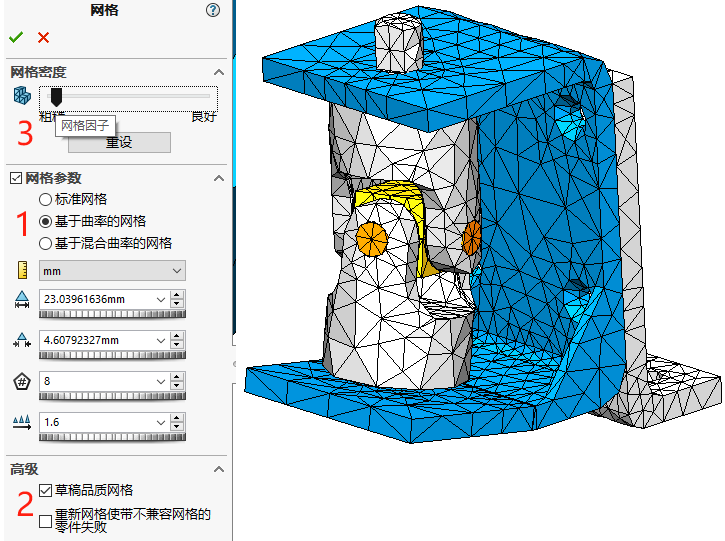 网格
?
网格密度
粗糙
良好
网格因子
3
重设
网格参数
标准网格
1
基于曲率的网格
基于混合曲率的网格
mm
23.03961636mm
4.60792327mm
8
1.6
高级
2
草稿品质网格
重新网格使带不兼容网格的
零件失败